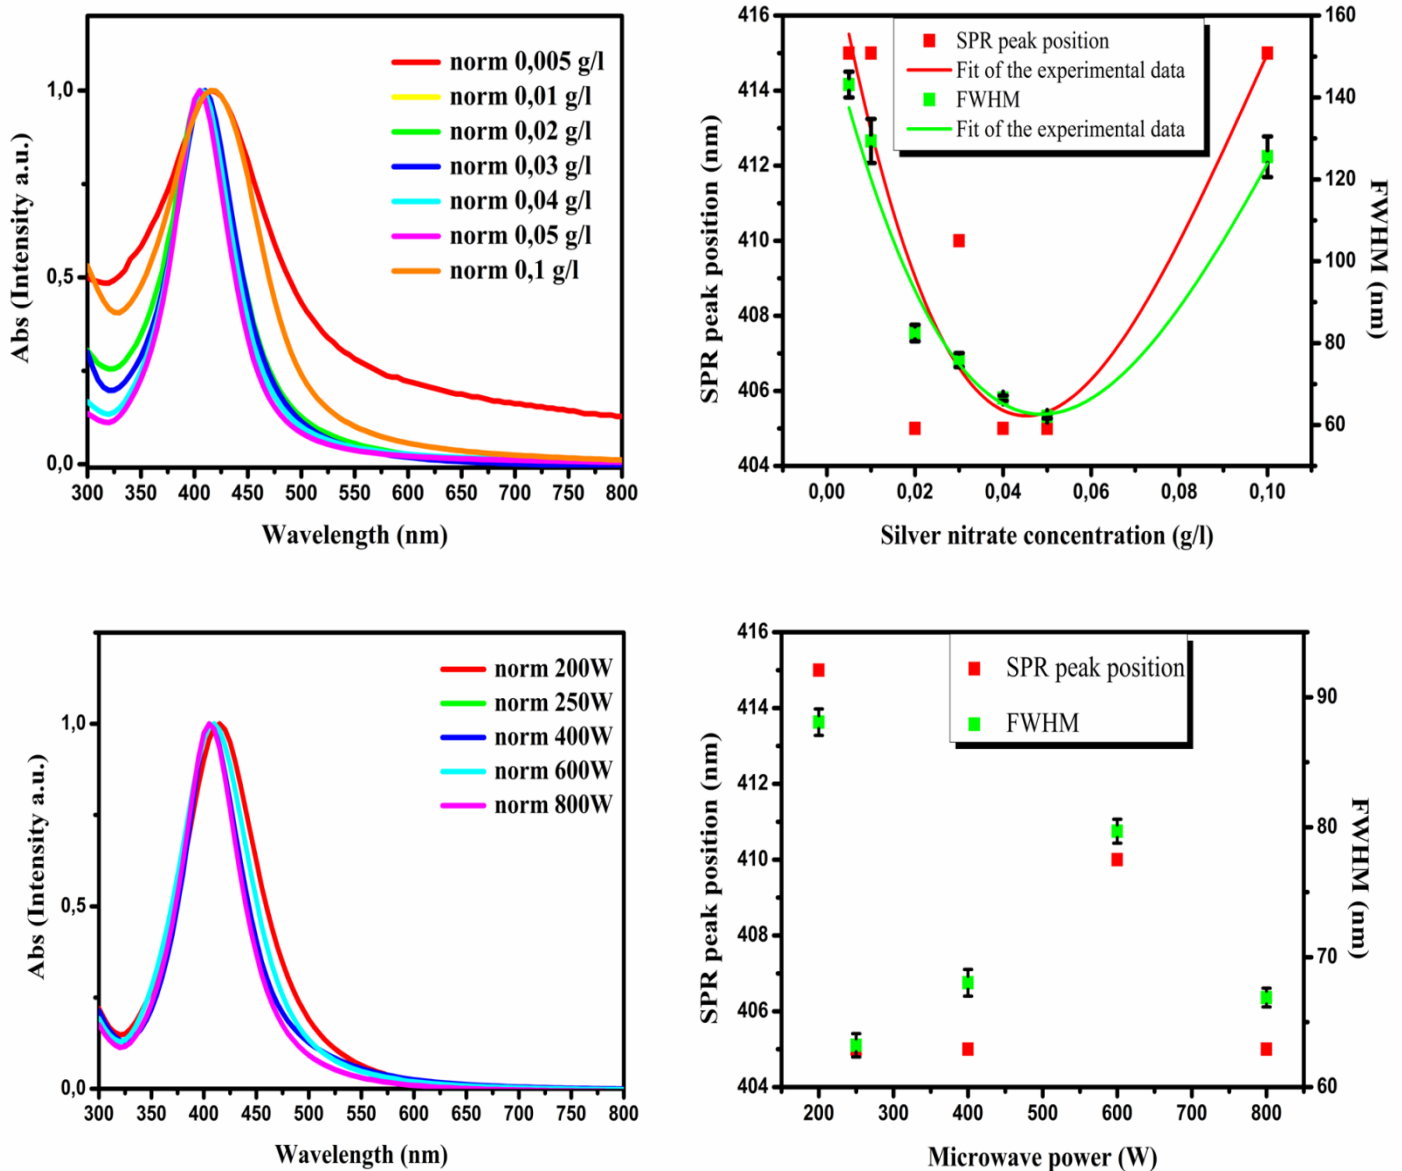 norm 0,005 g/l
norm 0,01 g/l
norm 0,02 g/l
norm 0,03 g/l
norm 0,04 g/l
norm 0,05 g/l
norm 0,1 g/l
Abs (Intensity a.u.)
1,0
0,5
0,0
300 350 400 450 500 550 600 650 700 750 800
Wavelength (nm)
SPR peak position
Fit of the experimental data
FWHM
Fit of the experimental data
SPR peak position (nm)
416
414
412
410
408
406
404
160
140
120
100
80
60
FWHM (nm)
0,00 0,02 0,04 0,06 0,08 0,10
Silver nitrate concentration (g/l)
norm 200W
norm 250W
norm 400W
norm 600W
norm 800W
Abs (Intensity a.u.)
1,0
0,5
0,0
300 350 400 450 500 550 600 650 700 750 800
Wavelength (nm)
SPR peak position
FWHM
SPR peak position (nm)
416
414
412
410
408
406
404
90
80
70
60
FWHM (nm)
200 300 400 500 600 700 800
Microwave power (W)